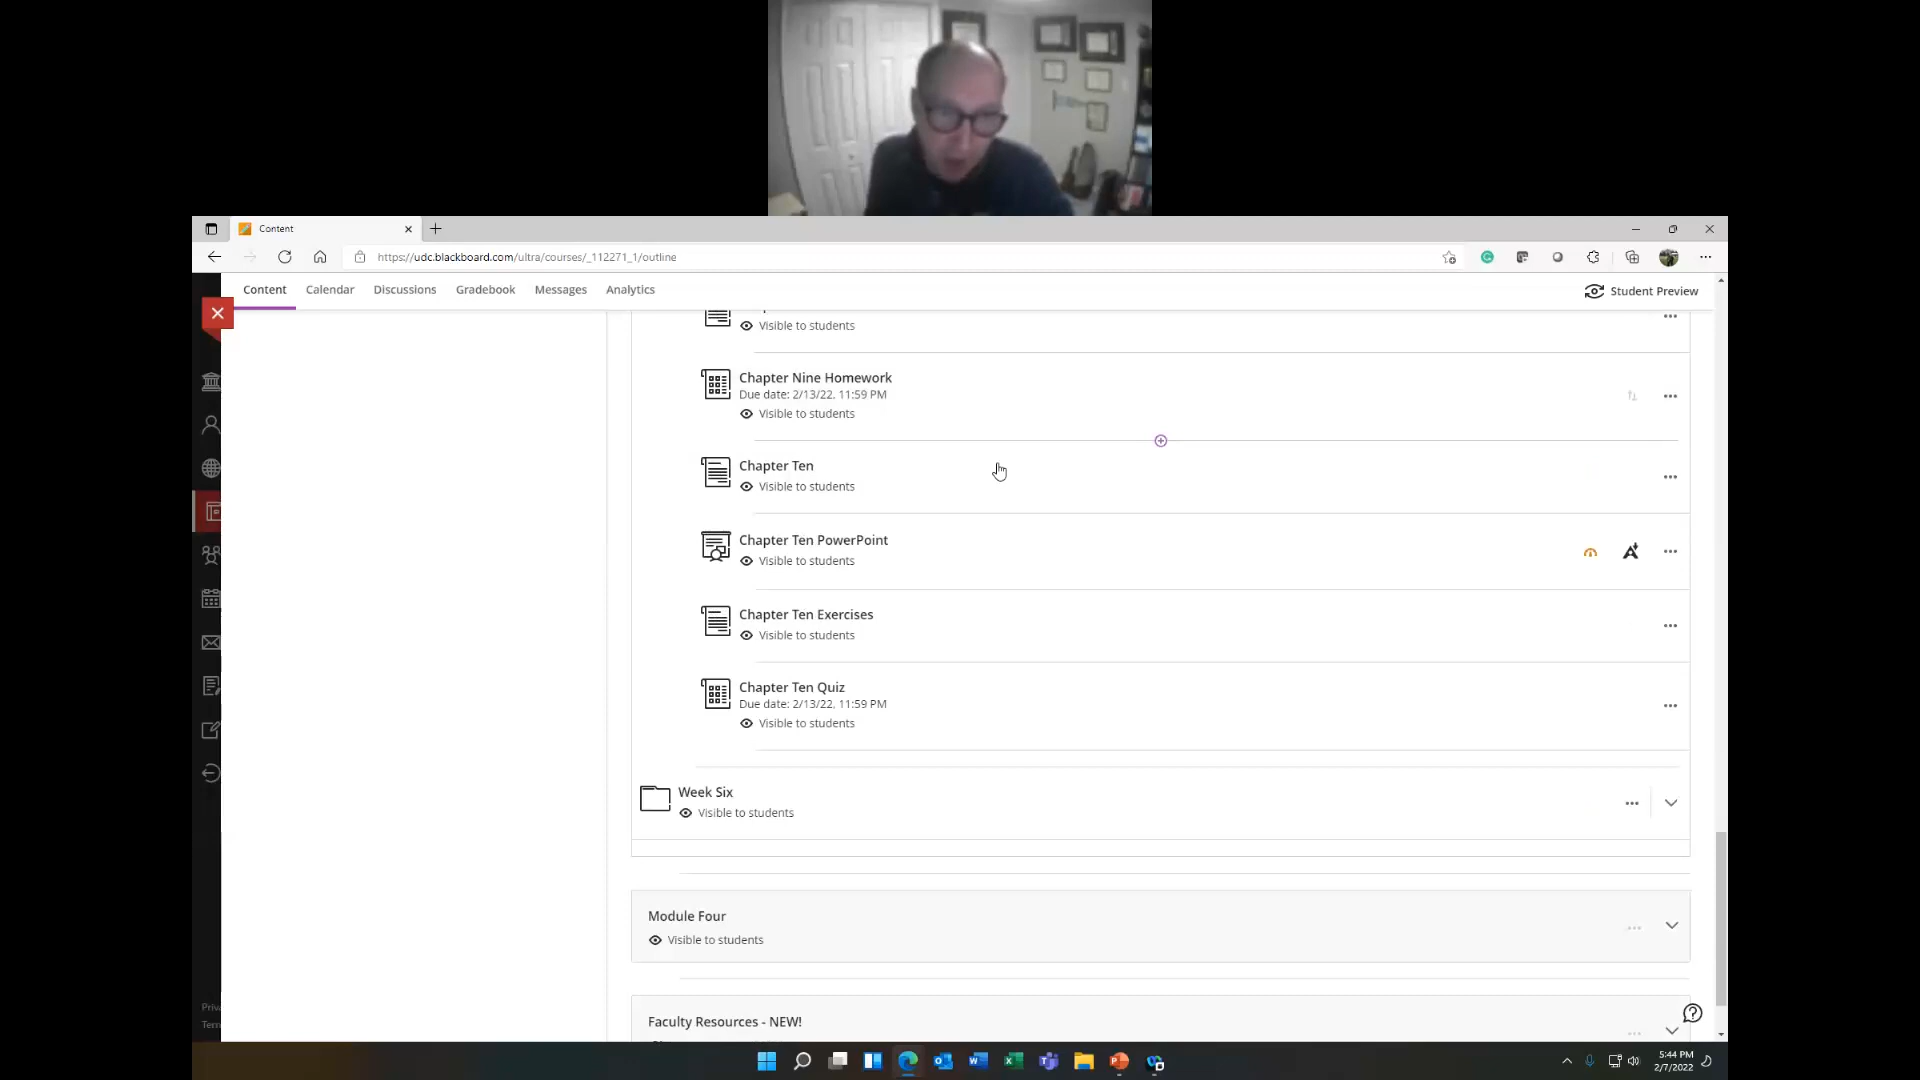 Content
https://udc.blackboard.com/ultra/courses/_112271_1/outline
Content
Calendar
Discussions
Gradebook
Messages
Analytics
Student Preview
Visible to students
Chapter Nine Homework
Due date: 2/13/22, 11:59 PM
Visible to students
Chapter Ten
Visible to students
Chapter Ten PowerPoint
Visible to students
Chapter Ten Exercises
Visible to students
Chapter Ten Quiz
Due date: 2/13/22, 11:59 PM
Visible to students
Week Six
Visible to students
Module Four
Visible to students
Priv
Term
Faculty Resources - NEW!
5:44 PM
2/7/2022